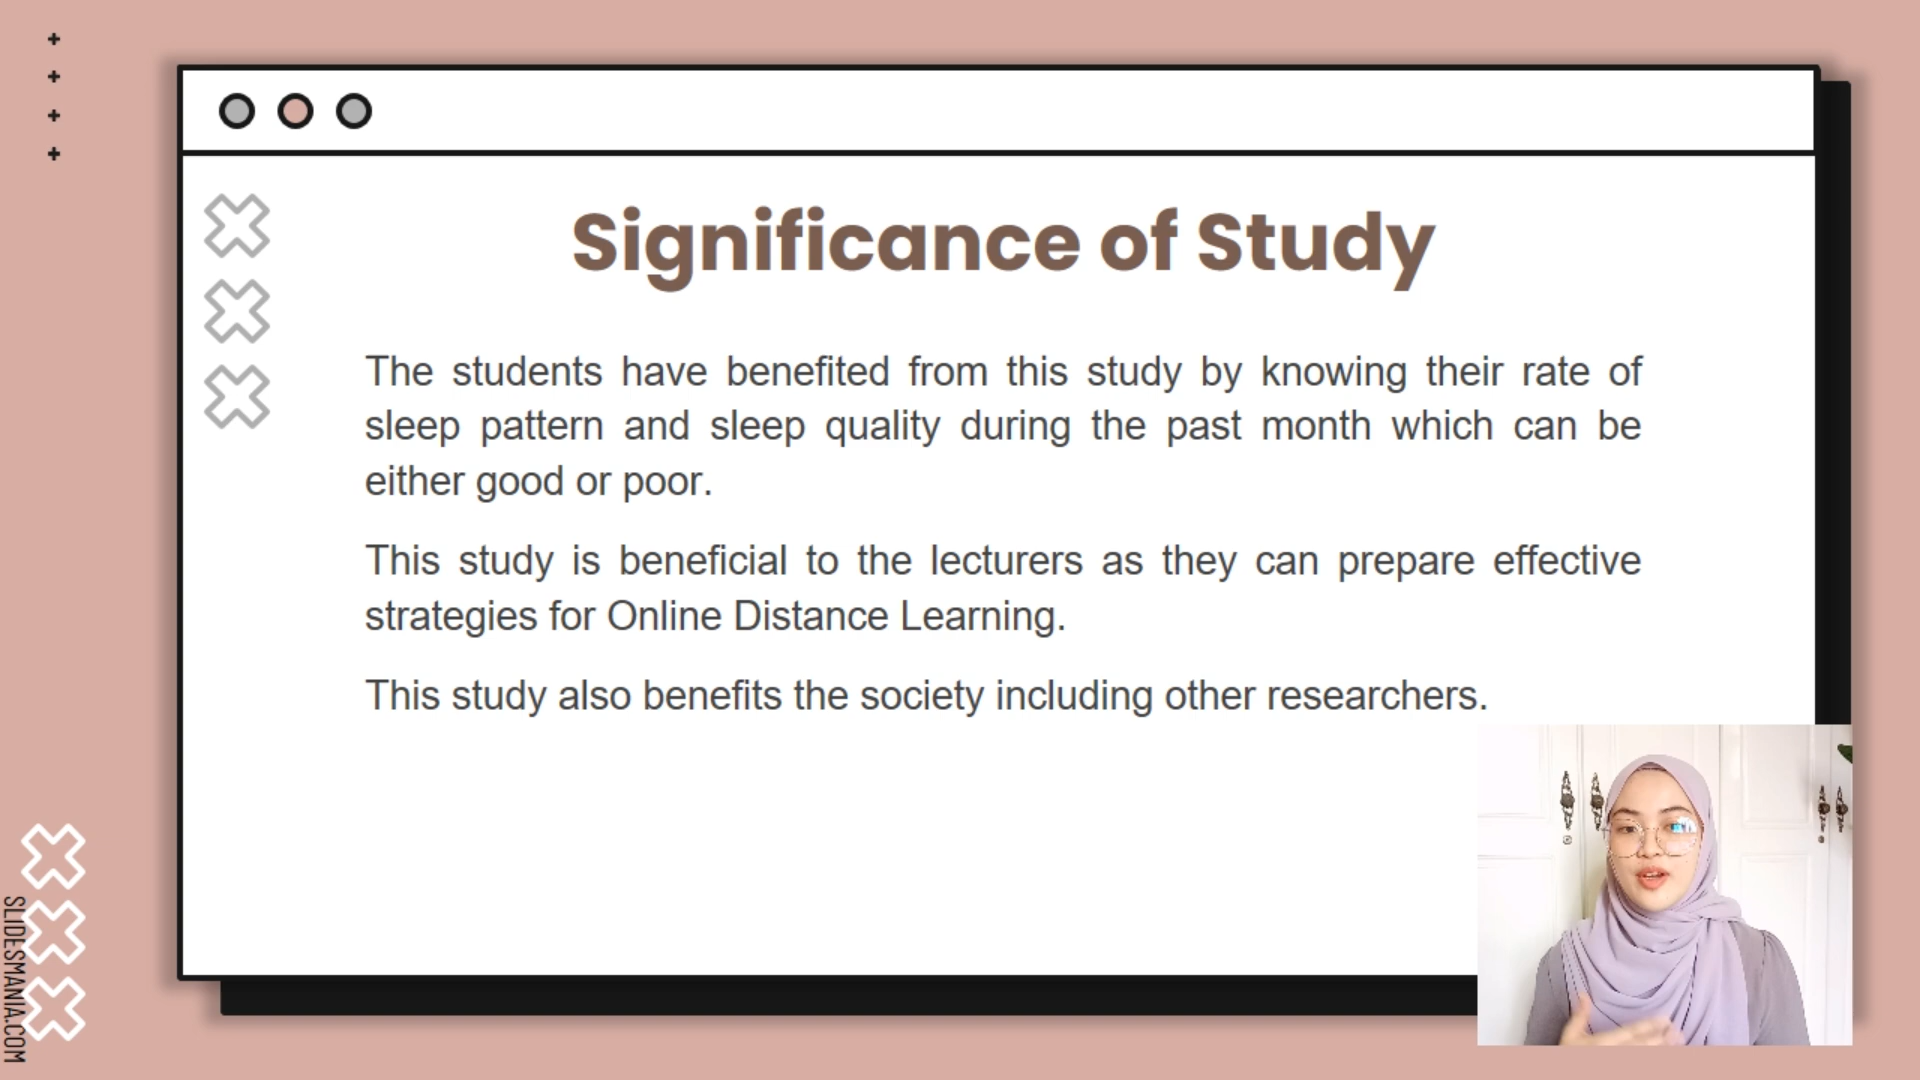 Significance of Study
The students have benefited from this study by knowing their rate of
sleep pattern and sleep quality during the past month which can be
either good or poor.
This study is beneficial to the lecturers as they can prepare effective
strategies for Online Distance Learning.
This study also benefits the society including other researchers.
SLIDESMANIA.COM